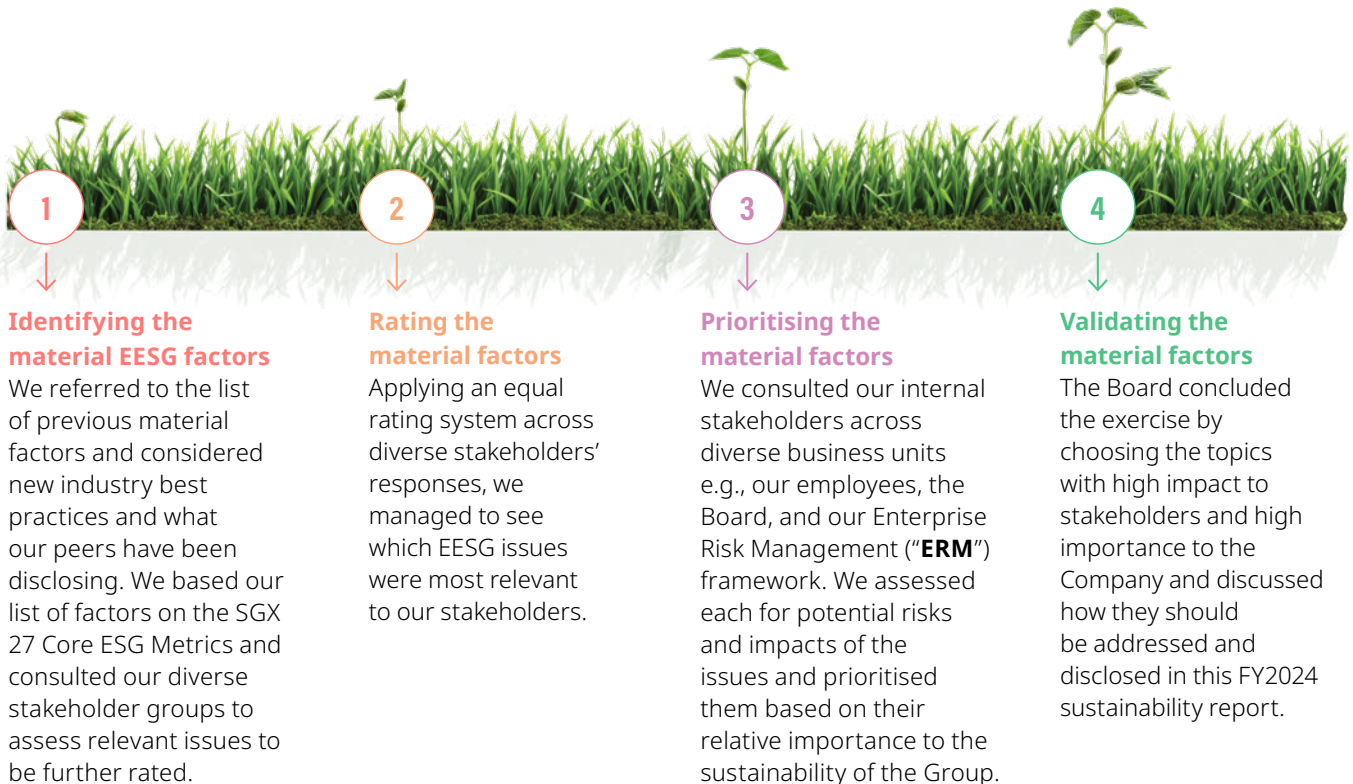 1
Identifying the
material EESG factors
We referred to the list
of previous material
factors and considered
new industry best
practices and what
our peers have been
disclosing. We based our
list of factors on the SGX
27 Core ESG Metrics and
consulted our diverse
stakeholder groups to
assess relevant issues to
be further rated.
2
Rating the
material factors
Applying an equal
rating system across
diverse stakeholders’
responses, we
managed to see
which EESG issues
were most relevant
to our stakeholders.
3
Prioritising the
material factors
We consulted our internal
stakeholders across
diverse business units
e.g., our employees, the
Board, and our Enterprise
Risk Management (“ERM”)
framework. We assessed
each for potential risks
and impacts of the
issues and prioritised
them based on their
relative importance to the
sustainability of the Group.
4
Validating the
material factors
The Board concluded
the exercise by
choosing the topics
with high impact to
stakeholders and high
importance to the
Company and discussed
how they should
be addressed and
disclosed in this FY2024
sustainability report.